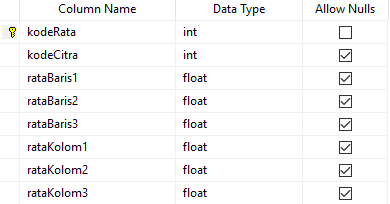 Column Name Data Type Allow Nulls
kodeRata int
kodeCitra int
rataBaris1 float
rataBaris2 float
rataBaris3 float
rataKolom1 float
rataKolom2 float
rataKolom3 float